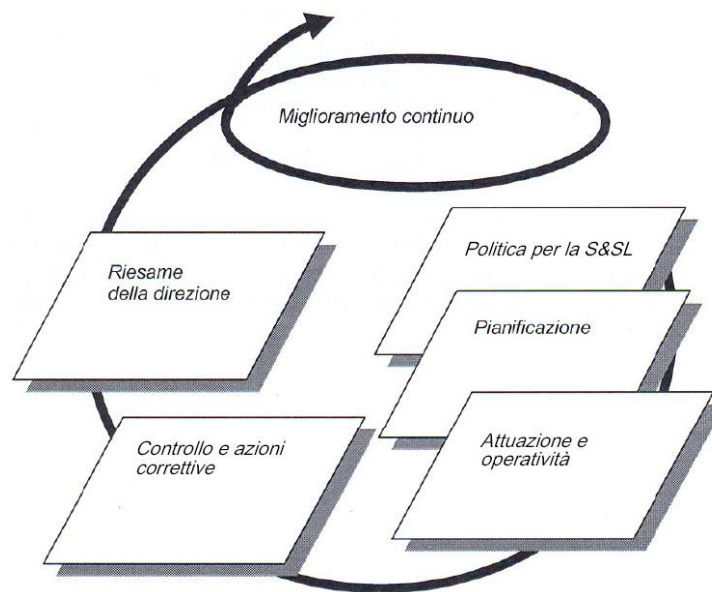 Miglioramento continuo
Politica per la S&SL
Riesame
della direzione
Pianificazione
Attuazione e
operatività
Controllo e azioni
correttive